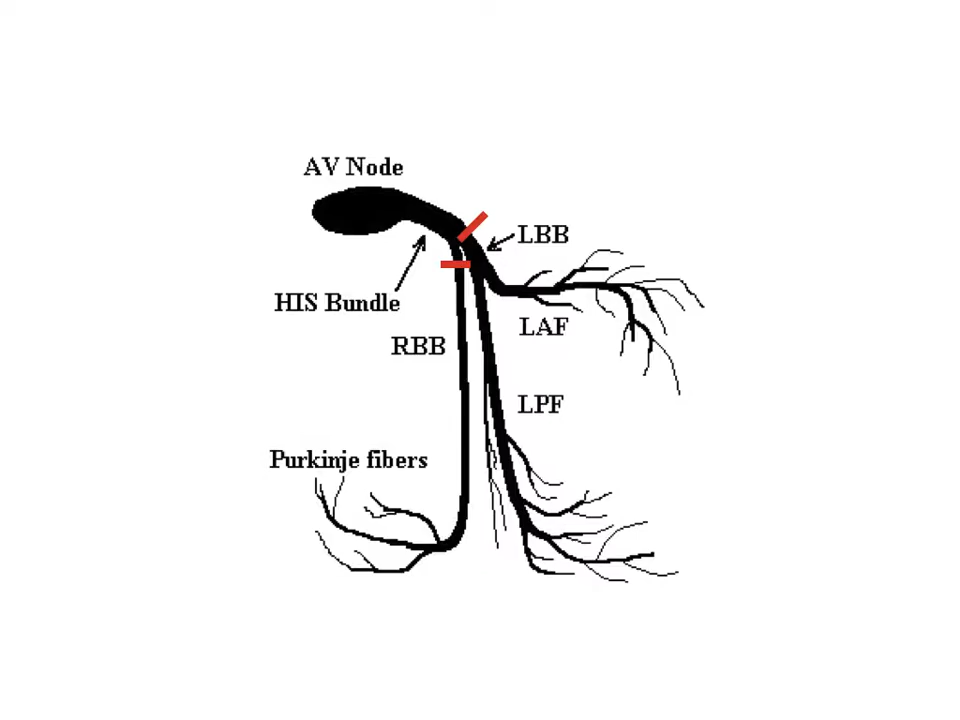 AV Node
LBB
HIS Bundle
LAF
RBB
LPF
Purkinje fibers